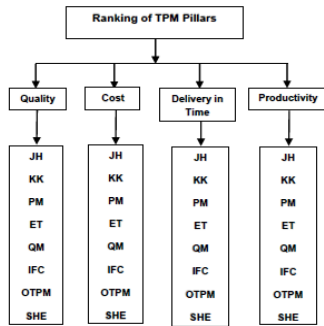 Ranking of TPM Pillars
Quality
Cost
Delivery in
Time
Productivity
JH
KK
PM
ET
QM
IFC
OTPM
SHE
JH
KK
PM
ET
QM
IFC
OTPM
SHE
JH
KK
PM
ET
QM
IFC
OTPM
SHE
JH
KK
PM
ET
QM
IFC
OTPM
SHE